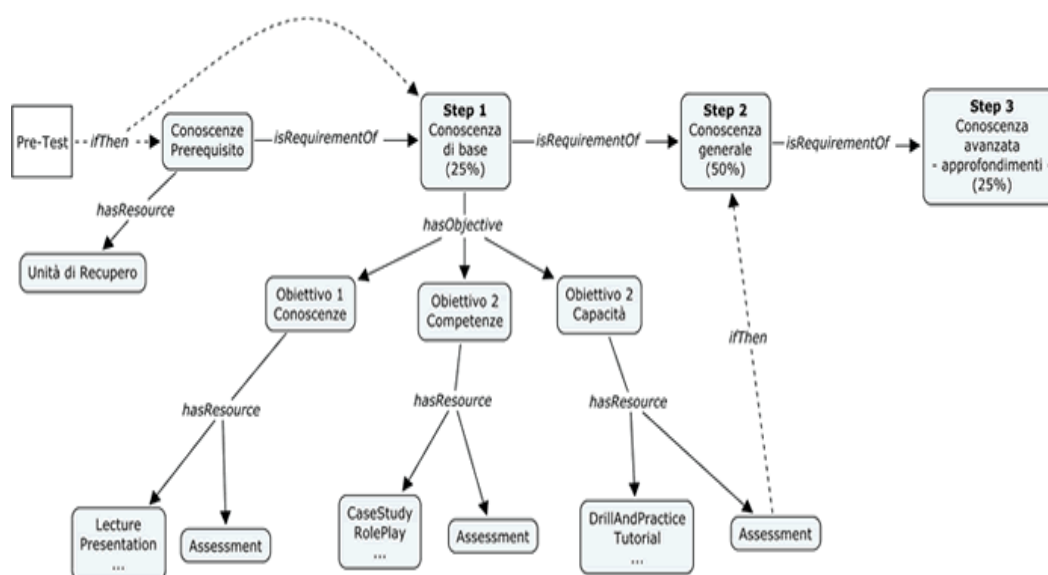 Pre-Test
ifThen
Conoscenze
Prerequisito
isRequirementOf
Step 1
Conoscenza
di base
(25%)
isRequirementOf
Step 2
Conoscenza
generale
(50%)
isRequirementOf
Step 3
Conoscenza
avanzata
- approfondimenti -
(25%)
hasResource
Unità di Recupero
hasObjective
Obiettivo 1
Conoscenze
Obiettivo 2
Competenze
Obiettivo 2
Capacità
ifThen
hasResource
hasResource
hasResource
Lecture
Presentation
...
Assessment
CaseStudy
RolePlay
...
Assessment
DrillAndPractice
Tutorial
...
Assessment